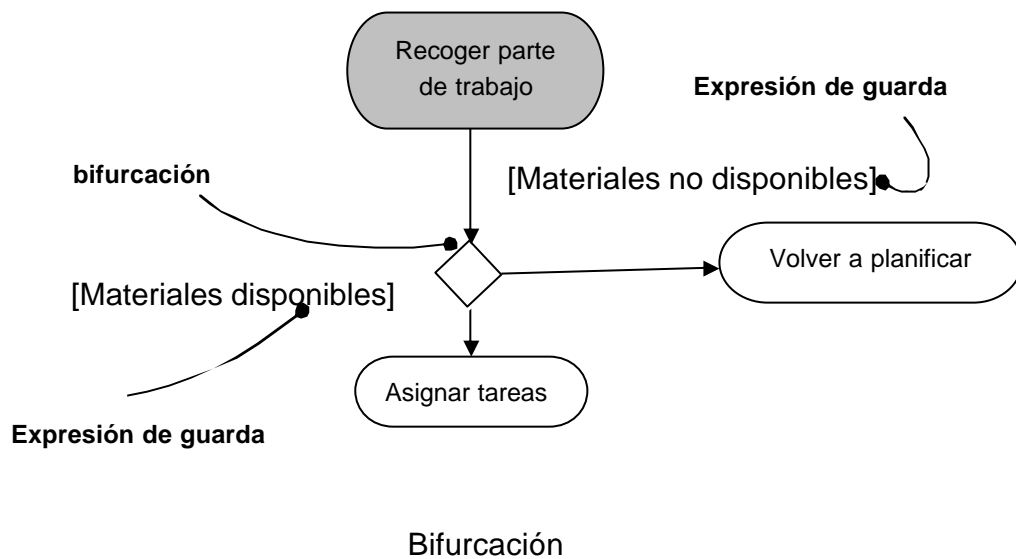 Recoger parte
de trabajo
Expresión de guarda
bifurcación
[Materiales no disponibles]
Volver a planificar
[Materiales disponibles]
Asignar tareas
Expresión de guarda
Bifurcación